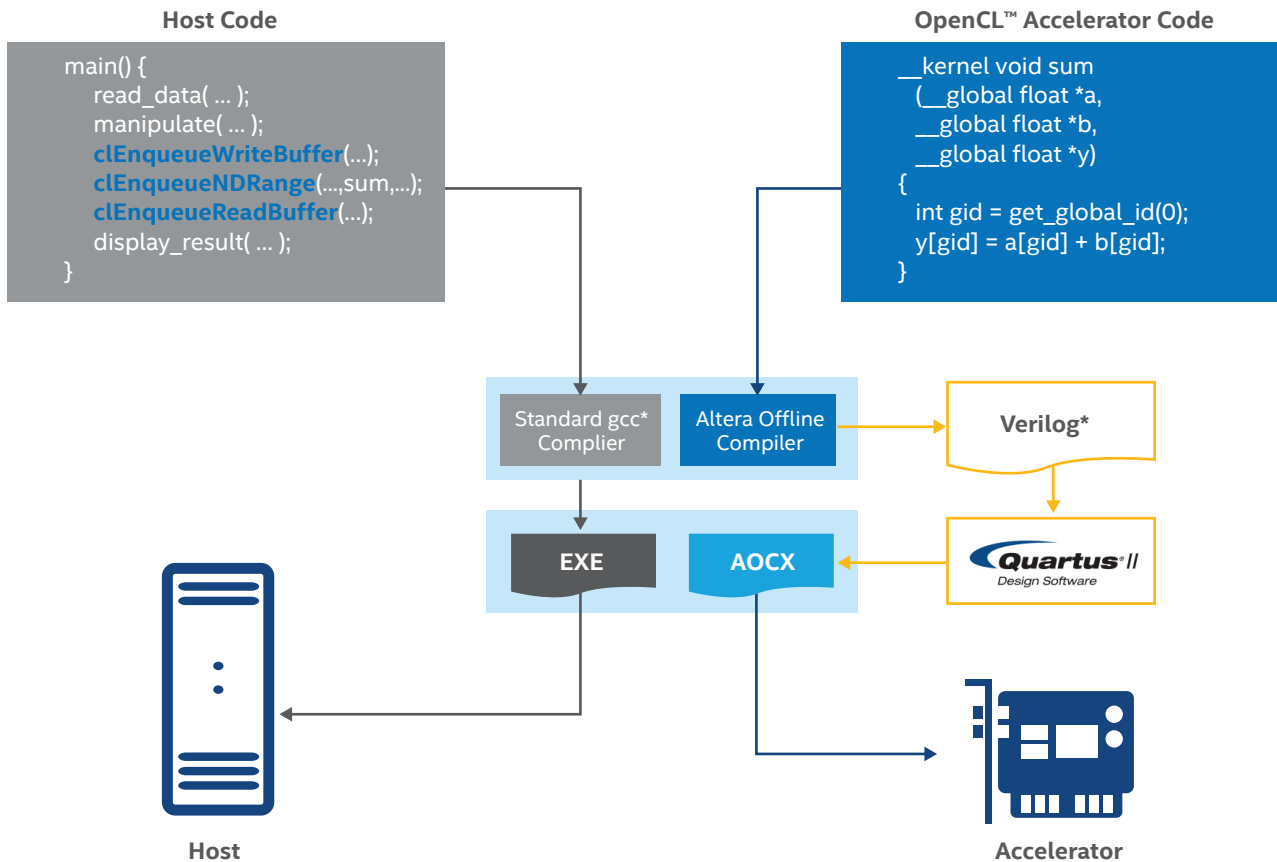 Host Code
main() {
read_data( ... );
manipulate( ... );
clEnqueueWriteBuffer(...);
clEnqueueNDRange(...,sum,...);
clEnqueueReadBuffer(...);
display_result( ... );
}
OpenCL™ Accelerator Code
__kernel void sum
(__global float *a,
__global float *b,
__global float *y)
{
int gid = get_global_id(0);
y[gid] = a[gid] + b[gid];
}
Standard gcc*
Complier
Altera Offline
Compiler
Verilog*
EXE
AOCX
Quartus® II
Design Software
Host
Accelerator